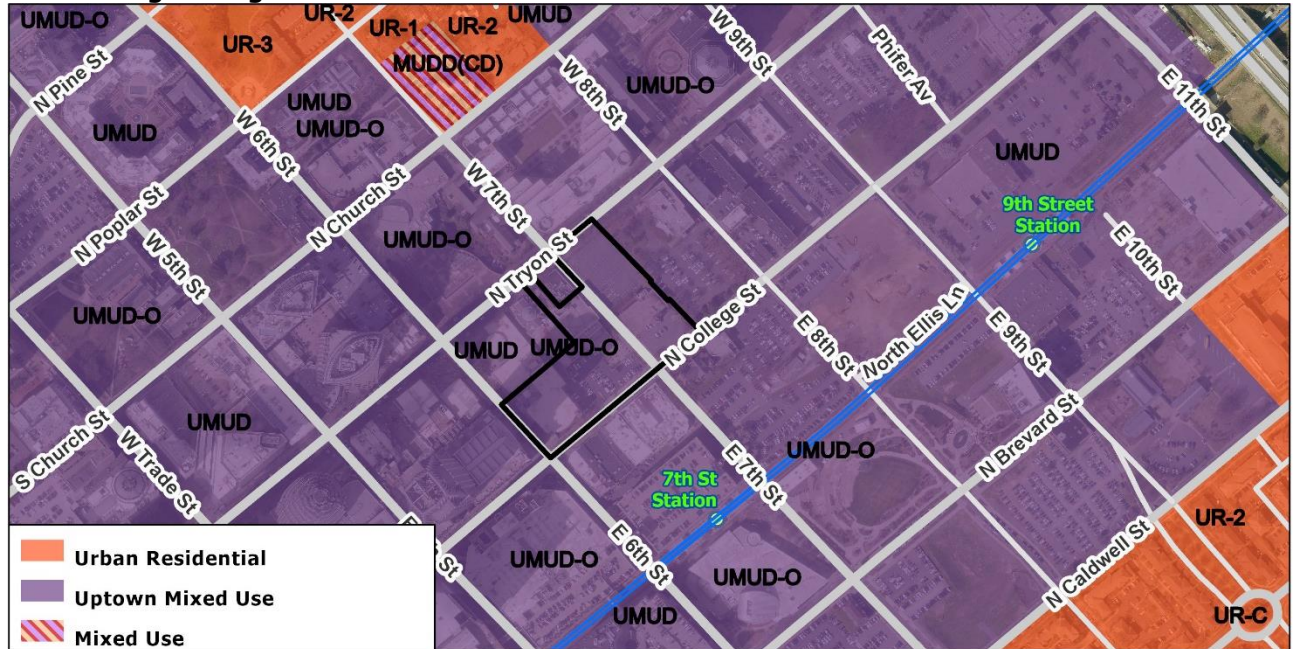 UMUD-O
UR-2
UMUD
W 9th St
Phifer Av
E 11th St
UR-3
UR-1
UR-2
MUDD(CD)
W 8th St
UMUD-O
N Pine St
UMUD
W 6th St
UMUD
UMUD-O
UMUD
9th Street
Station
N Poplar St
N Church St
W 7th St
UMUD-O
E 10th St
W 5th St
N Tryon St
N College St
UMUD-O
UMUD
UMUD-O
E 8th St
North Ellis Ln
E 9th St
UMUD
S Church St
W Trade St
UMUD-O
E 7th St
N Brevard St
7th St
Station
UR-2
E 6th St
UMUD-O
UMUD-O
UMUD
N Caldwell St
UR-C
St
Urban Residential
Uptown Mixed Use
Mixed Use